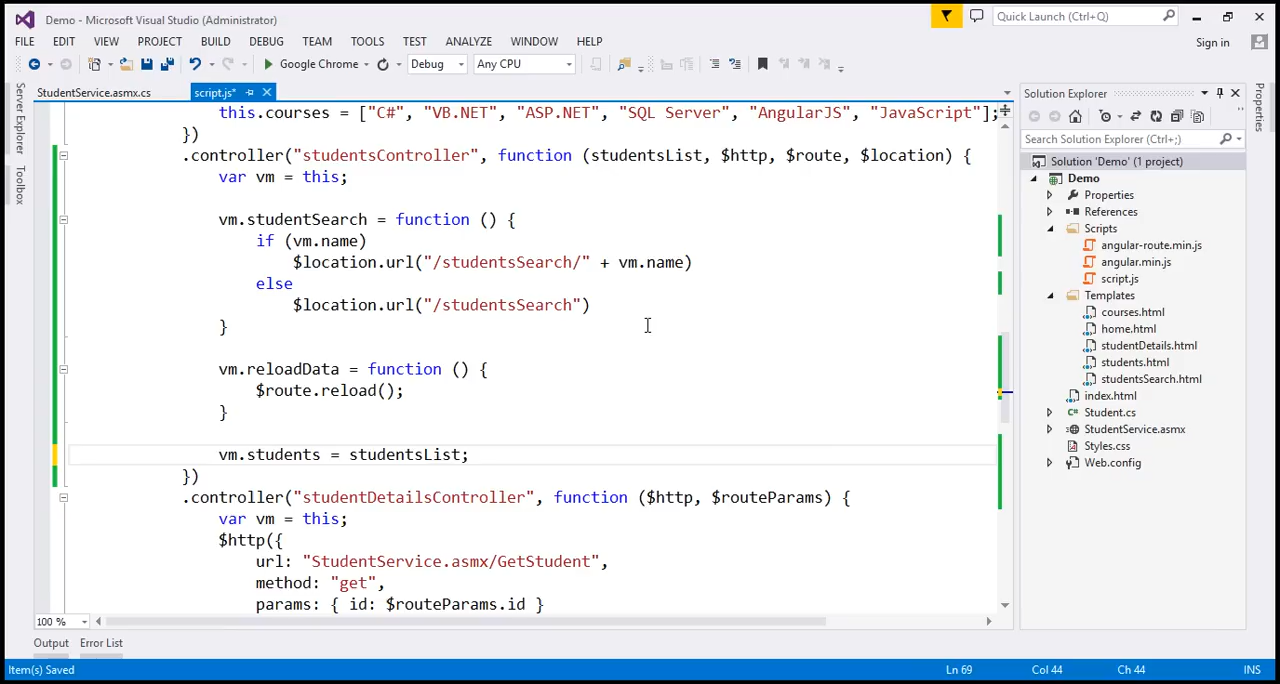 Demo - Microsoft Visual Studio (Administrator)
Quick Launch (Ctrl+Q)
FILE EDIT VIEW PROJECT BUILD DEBUG TEAM TOOLS TEST ANALYZE WINDOW HELP
Sign in
Google Chrome Debug Any CPU
Server Explorer
Toolbox
StudentService.asmx.cs script.js*
this.courses = ["C#", "VB.NET", "ASP.NET", "SQL Server", "AngularJS", "JavaScript"];
})
.controller("studentsController", function (studentsList, $http, $route, $location) {
var vm = this;
vm.studentSearch = function () {
if (vm.name)
$location.url("/studentsSearch/" + vm.name)
else
$location.url("/studentsSearch")
}
vm.reloadData = function () {
$route.reload();
}
vm.students = studentsList;
})
.controller("studentDetailsController", function ($http, $routeParams) {
var vm = this;
$http({
url: "StudentService.asmx/GetStudent",
method: "get",
params: { id: $routeParams.id }
100 %
Output Error List
Solution Explorer
Search Solution Explorer (Ctrl+;)
Solution 'Demo' (1 project)
Demo
Properties
References
Scripts
angular-route.min.js
angular.min.js
script.js
Templates
courses.html
home.html
studentDetails.html
students.html
studentsSearch.html
index.html
Student.cs
StudentService.asmx
Styles.css
Web.config
Properties
Item(s) Saved
Ln 69 Col 44 Ch 44 INS